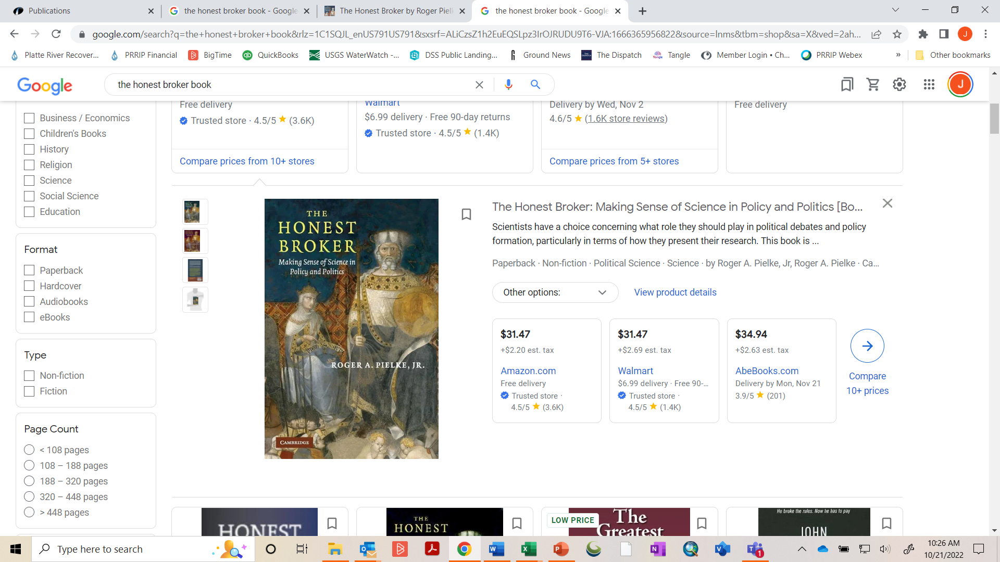 Publications
the honest broker book - Google
The Honest Broker by Roger Piel
the honest broker book - Google
google.com/search?q=the+honest+broker+book&rlz=1C1SQJL_enUS791US791&sxsrf=ALiCzsZ1h2EuEQSLpz3IrOJRUDU9T6-VJA:1666365956822&source=lnms&tbm=shop&sa=X&ved=2ah...
J
Platte River Recover...
PRRIP Financial
BigTime
QuickBooks
USGS WaterWatch -...
DSS Public Landing...
Ground News
The Dispatch
Tangle
Member Login • Ch...
PRRIP Webex
»
Other bookmarks
Google
the honest broker book
J
Business / Economics
Children's Books
History
Religion
Science
Social Science
Education
Format
Paperback
Hardcover
Audiobooks
eBooks
Type
Non-fiction
Fiction
Page Count
< 108 pages
108 – 188 pages
188 – 320 pages
320 – 448 pages
> 448 pages
Free delivery
Trusted store · 4.5/5 ★ (3.6K)
Compare prices from 10+ stores
Walmart
$6.99 delivery · Free 90-day returns
Trusted store · 4.5/5 ★ (1.4K)
Delivery by Wed, Nov 2
4.6/5 ★ (1.6K store reviews)
Compare prices from 5+ stores
Free delivery
THE
HONEST
BROKER
Making Sense of Science in
Policy and Politics
ROGER A. PIELKE, JR.
CAMBRIDGE
The Honest Broker: Making Sense of Science in Policy and Politics [Bo...
Scientists have a choice concerning what role they should play in political debates and policy
formation, particularly in terms of how they present their research. This book is ...
Paperback · Non-fiction · Political Science · Science · by Roger A. Pielke, Jr, Roger A. Pielke · Ca...
Other options:
View product details
$31.47
+$2.20 est. tax
Amazon.com
Free delivery
Trusted store ·
4.5/5 ★ (3.6K)
$31.47
+$2.69 est. tax
Walmart
$6.99 delivery · Free 90-...
Trusted store ·
4.5/5 ★ (1.4K)
$34.94
+$2.63 est. tax
AbeBooks.com
Delivery by Mon, Nov 21
3.9/5 ★ (201)
Compare
10+ prices
HONEST
THE
HONEST
LOW PRICE
The
Greatest
He broke the rules. Now he has to pay
JOHN
Type here to search
1
10:26 AM
10/21/2022